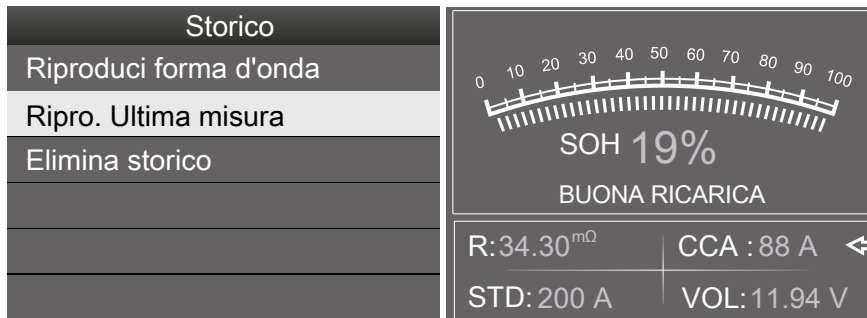 Storico
Riproduci forma d'onda
Ripro. Ultima misura
Elimina storico
0 10 20 30 40 50 60 70 80 90 100
SOH 19%
BUONA RICARICA
R:34.30mΩ CCA :88 A
STD:200 A VOL:11.94 V